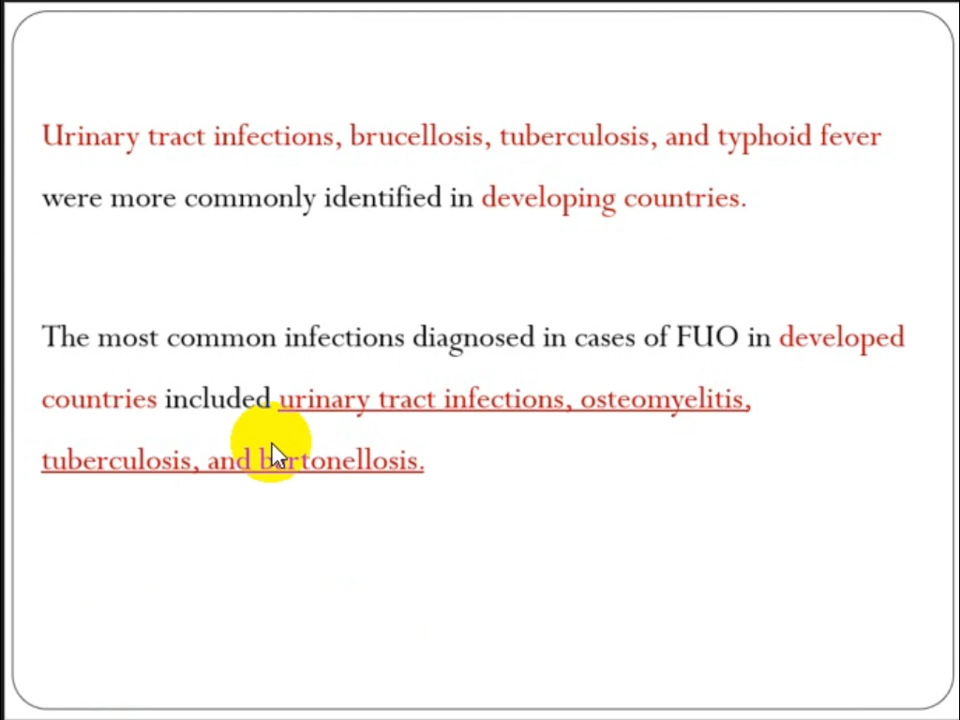 Urinary tract infections, brucellosis, tuberculosis, and typhoid fever
were more commonly identified in developing countries.
The most common infections diagnosed in cases of FUO in developed
countries included urinary tract infections, osteomyelitis,
tuberculosis, and bartonellosis.